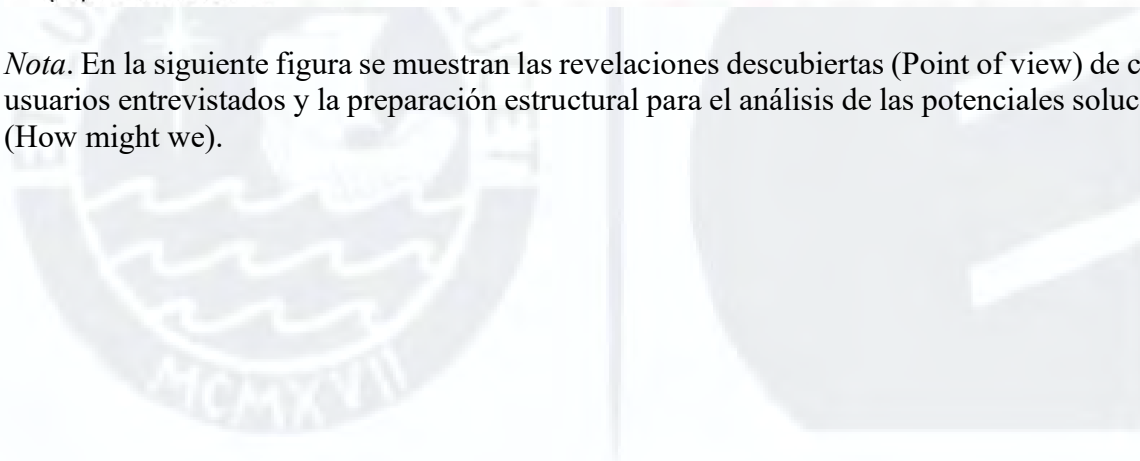 Nota. En la siguiente figura se muestran las revelaciones descubiertas (Point of view) de
usuarios entrevistados y la preparación estructural para el análisis de las potenciales
(How might we).
MCMXVII